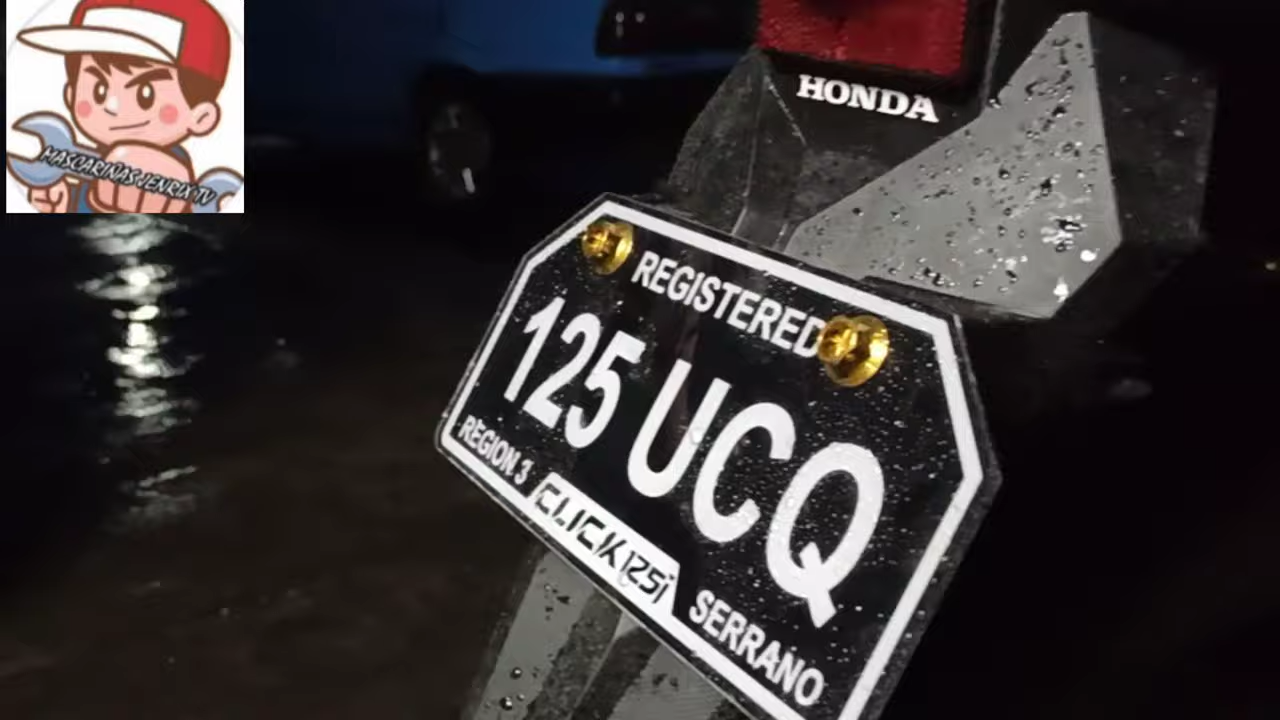 MASCARIÑAS JENRIX TV
HONDA
REGISTERED
125 UCQ
REGION 3
CLICK125i
SERRANO